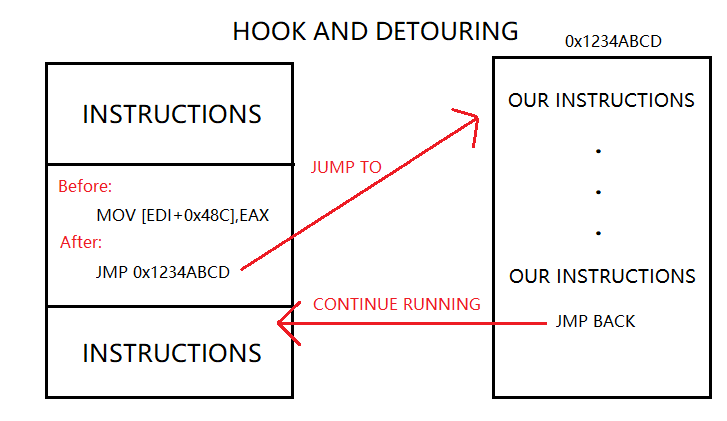 HOOK AND DETOURING
0x1234ABCD
INSTRUCTIONS
Before:
MOV [EDI+0x48C],EAX
After:
JMP 0x1234ABCD
INSTRUCTIONS
JUMP TO
CONTINUE RUNNING
OUR INSTRUCTIONS
.
.
.
OUR INSTRUCTIONS
JMP BACK